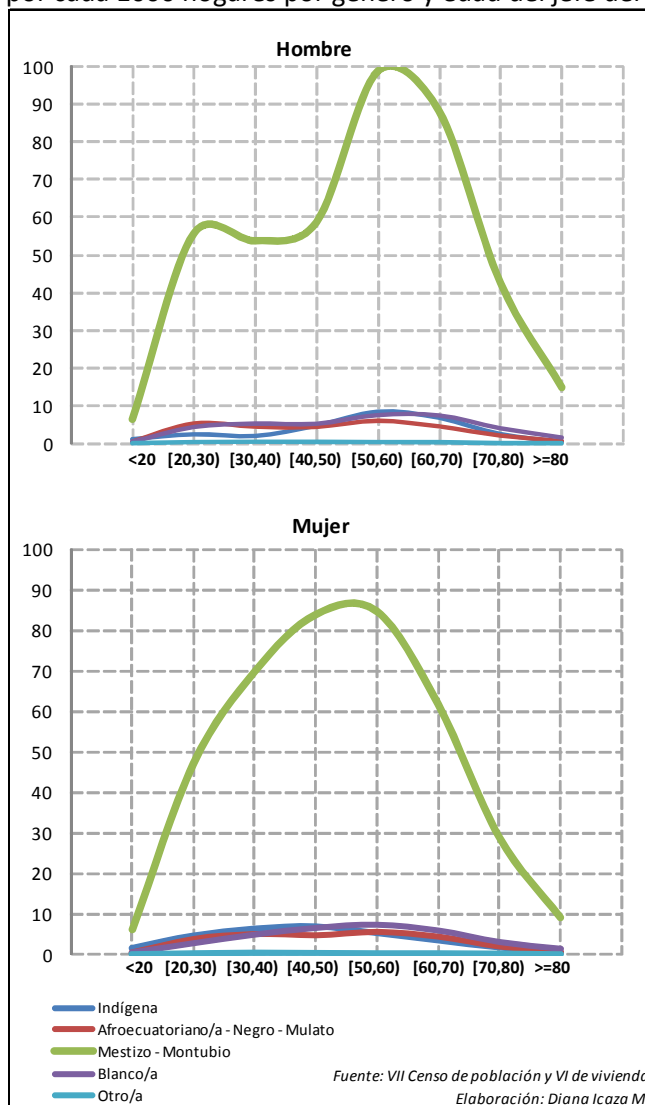 por cada 1000 hogares por género y edad del jefe del
Hombre
100
90
80
70
60
50
40
30
20
10
0
<20 [20,30) [30,40) [40,50) [50,60) [60,70) [70,80) >=80
Mujer
100
90
80
70
60
50
40
30
20
10
0
<20 [20,30) [30,40) [40,50) [50,60) [60,70) [70,80) >=80
Indígena
Afroecuatoriano/a - Negro - Mulato
Mestizo - Montubio
Blanco/a
Otro/a
Fuente: VII Censo de población y VI de vivienda
Elaboración: Diana Icaza M